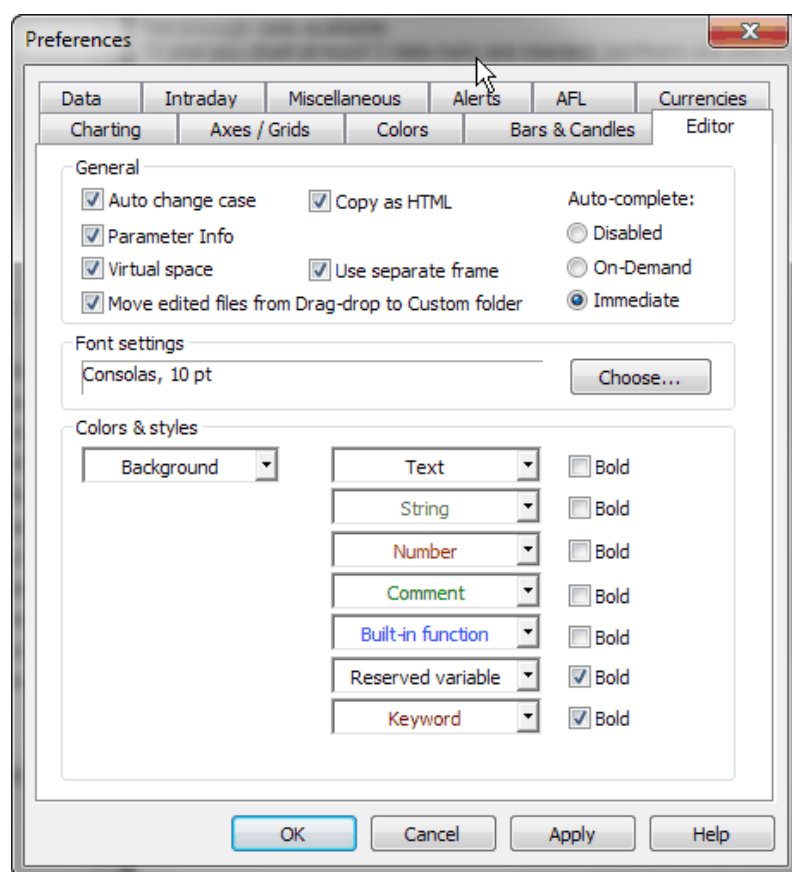 Preferences
Data Intraday Miscellaneous Alerts AFL Currencies
Charting Axes / Grids Colors Bars & Candles Editor
General
Auto change case Copy as HTML Auto-complete:
Parameter Info Disabled
Virtual space Use separate frame On-Demand
Move edited files from Drag-drop to Custom folder Immediate
Font settings
Consolas, 10 pt Choose...
Colors & styles
Background Text Bold
String Bold
Number Bold
Comment Bold
Built-in function Bold
Reserved variable Bold
Keyword Bold
OK Cancel Apply Help